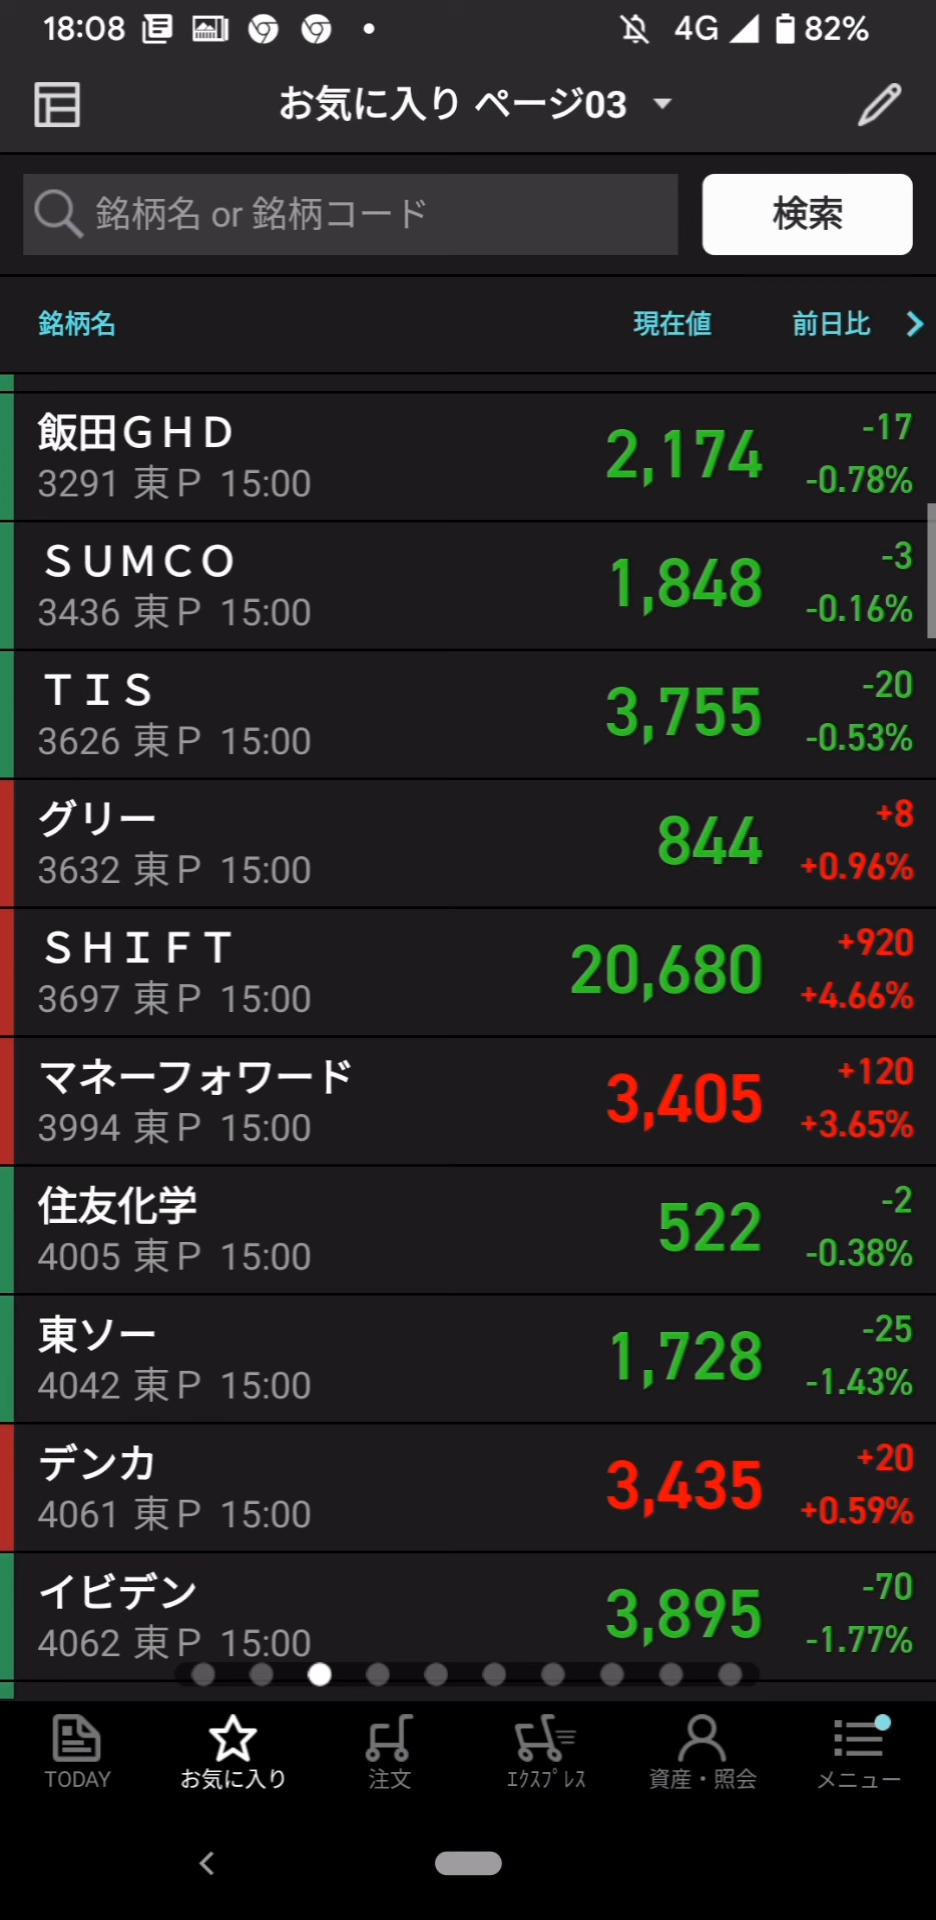 18:08 4G 82%
お気に入り ページ03
銘柄名 or 銘柄コード 検索
銘柄名 現在値 前日比
飯田ＧＨＤ 2,174 -17
3291 東Ｐ 15:00 -0.78%
ＳＵＭＣＯ 1,848 -3
3436 東Ｐ 15:00 -0.16%
ＴＩＳ 3,755 -20
3626 東Ｐ 15:00 -0.53%
グリー 844 +8
3632 東Ｐ 15:00 +0.96%
ＳＨＩＦＴ 20,680 +920
3697 東Ｐ 15:00 +4.66%
マネーフォワード 3,405 +120
3994 東Ｐ 15:00 +3.65%
住友化学 522 -2
4005 東Ｐ 15:00 -0.38%
東ソー 1,728 -25
4042 東Ｐ 15:00 -1.43%
デンカ 3,435 +20
4061 東Ｐ 15:00 +0.59%
イビデン 3,895 -70
4062 東Ｐ 15:00 -1.77%
TODAY お気に入り 注文 ｴｸｽﾌﾟﾚｽ 資産・照会 メニュー